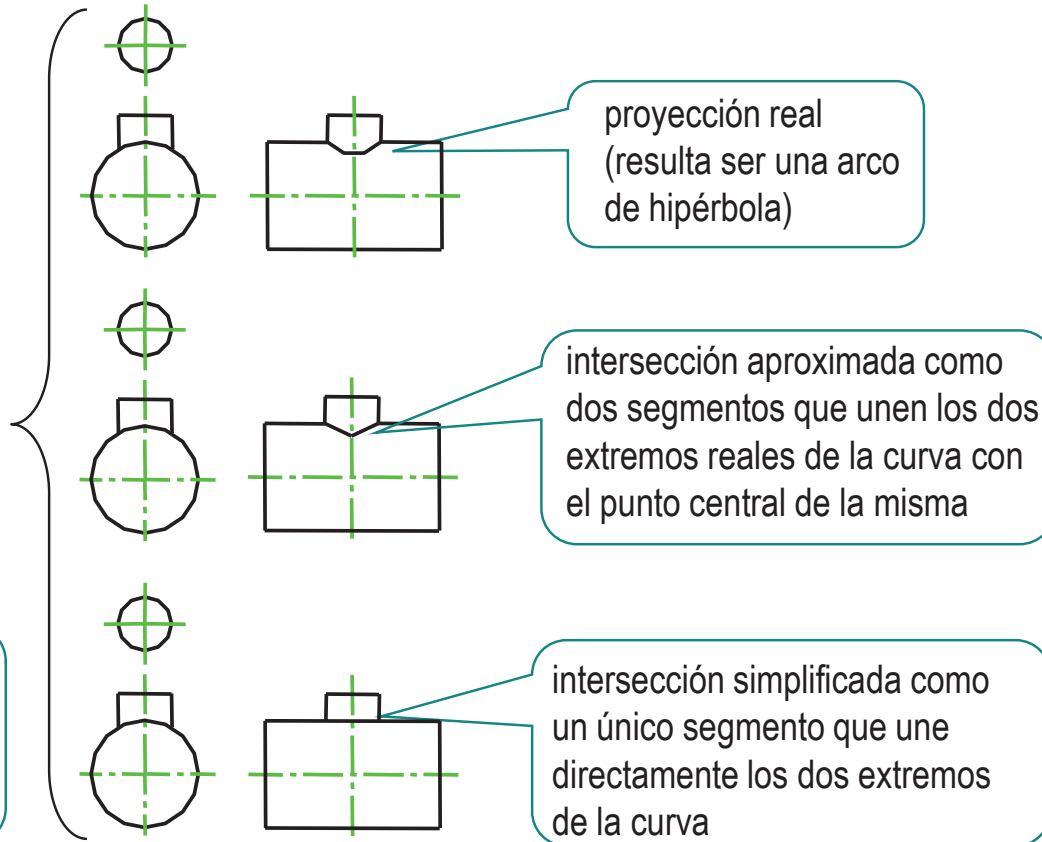 proyección real
(resulta ser una arco
de hipérbola)
intersección aproximada como
dos segmentos que unen los dos
extremos reales de la curva con
el punto central de la misma
intersección simplificada como
un único segmento que une
directamente los dos extremos
de la curva